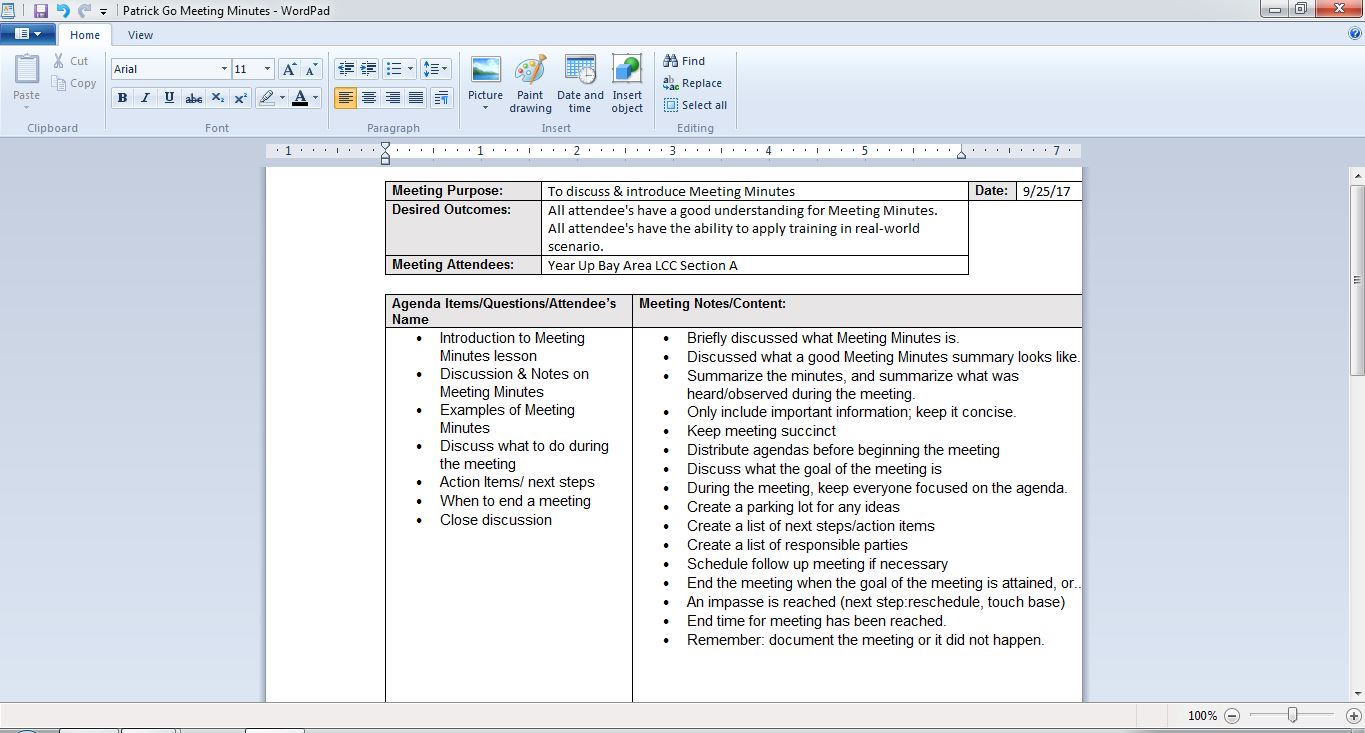 Patrick Go Meeting Minutes - WordPad
Home View
Paste Cut Copy
Arial 11 A A
B I U abc X₂ X² A
Picture Paint drawing Date and time Insert object
Find
Replace
Select all
Clipboard Font Paragraph Insert Editing
1 1 2 3 4 5 7
Meeting Purpose: To discuss & introduce Meeting Minutes Date: 9/25/17
Desired Outcomes: All attendee's have a good understanding for Meeting Minutes.
All attendee's have the ability to apply training in real-world
scenario.
Meeting Attendees: Year Up Bay Area LCC Section A
Agenda Items/Questions/Attendee’s
Name
Meeting Notes/Content:
• Introduction to Meeting
Minutes lesson
• Discussion & Notes on
Meeting Minutes
• Examples of Meeting
Minutes
• Discuss what to do during
the meeting
• Action Items/ next steps
• When to end a meeting
• Close discussion
• Briefly discussed what Meeting Minutes is.
• Discussed what a good Meeting Minutes summary looks like.
• Summarize the minutes, and summarize what was
heard/observed during the meeting.
• Only include important information; keep it concise.
• Keep meeting succinct
• Distribute agendas before beginning the meeting
• Discuss what the goal of the meeting is
• During the meeting, keep everyone focused on the agenda.
• Create a parking lot for any ideas
• Create a list of next steps/action items
• Create a list of responsible parties
• Schedule follow up meeting if necessary
• End the meeting when the goal of the meeting is attained, or..
• An impasse is reached (next step:reschedule, touch base)
• End time for meeting has been reached.
• Remember: document the meeting or it did not happen.
100%